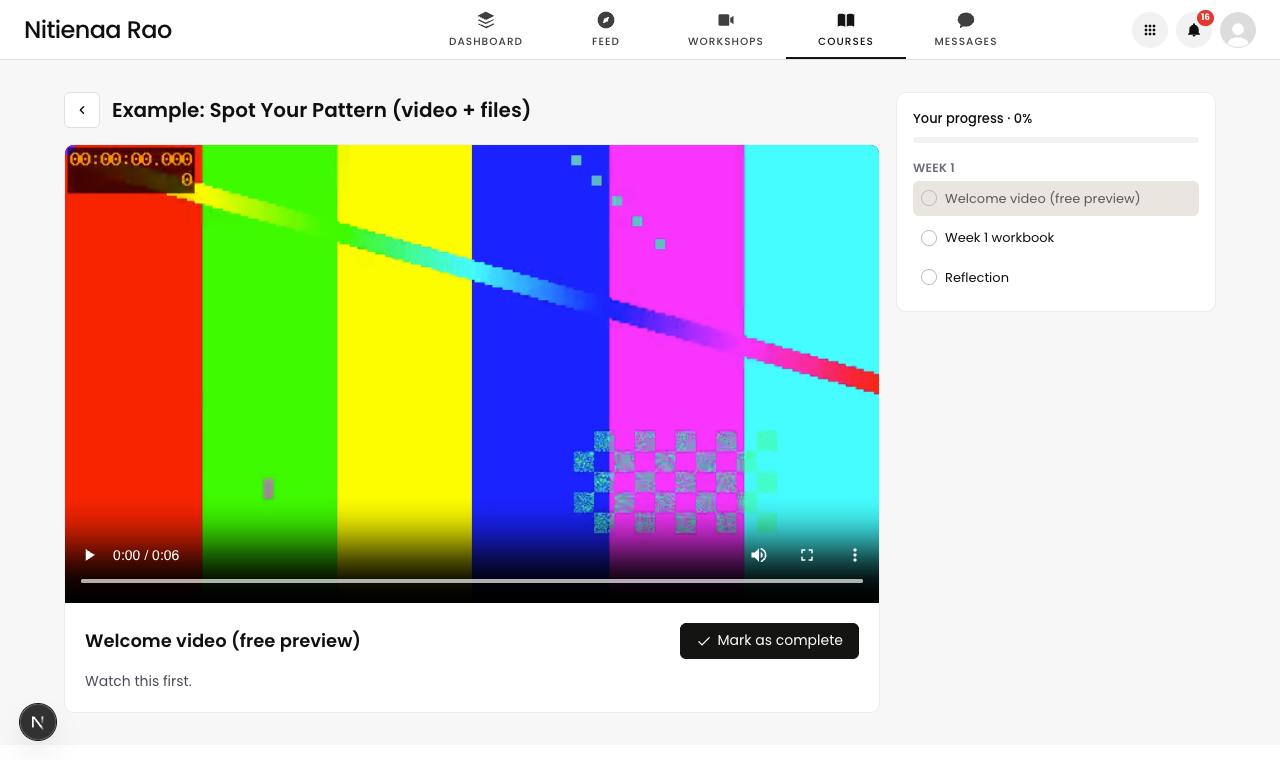 Nitienaa Rao
DASHBOARD
FEED
WORKSHOPS
COURSES
MESSAGES
16
Example: Spot Your Pattern (video + files)
00:00:00.000
0
0:00 / 0:06
Welcome video (free preview)
Mark as complete
Watch this first.
Your progress · 0%
WEEK 1
Welcome video (free preview)
Week 1 workbook
Reflection
N